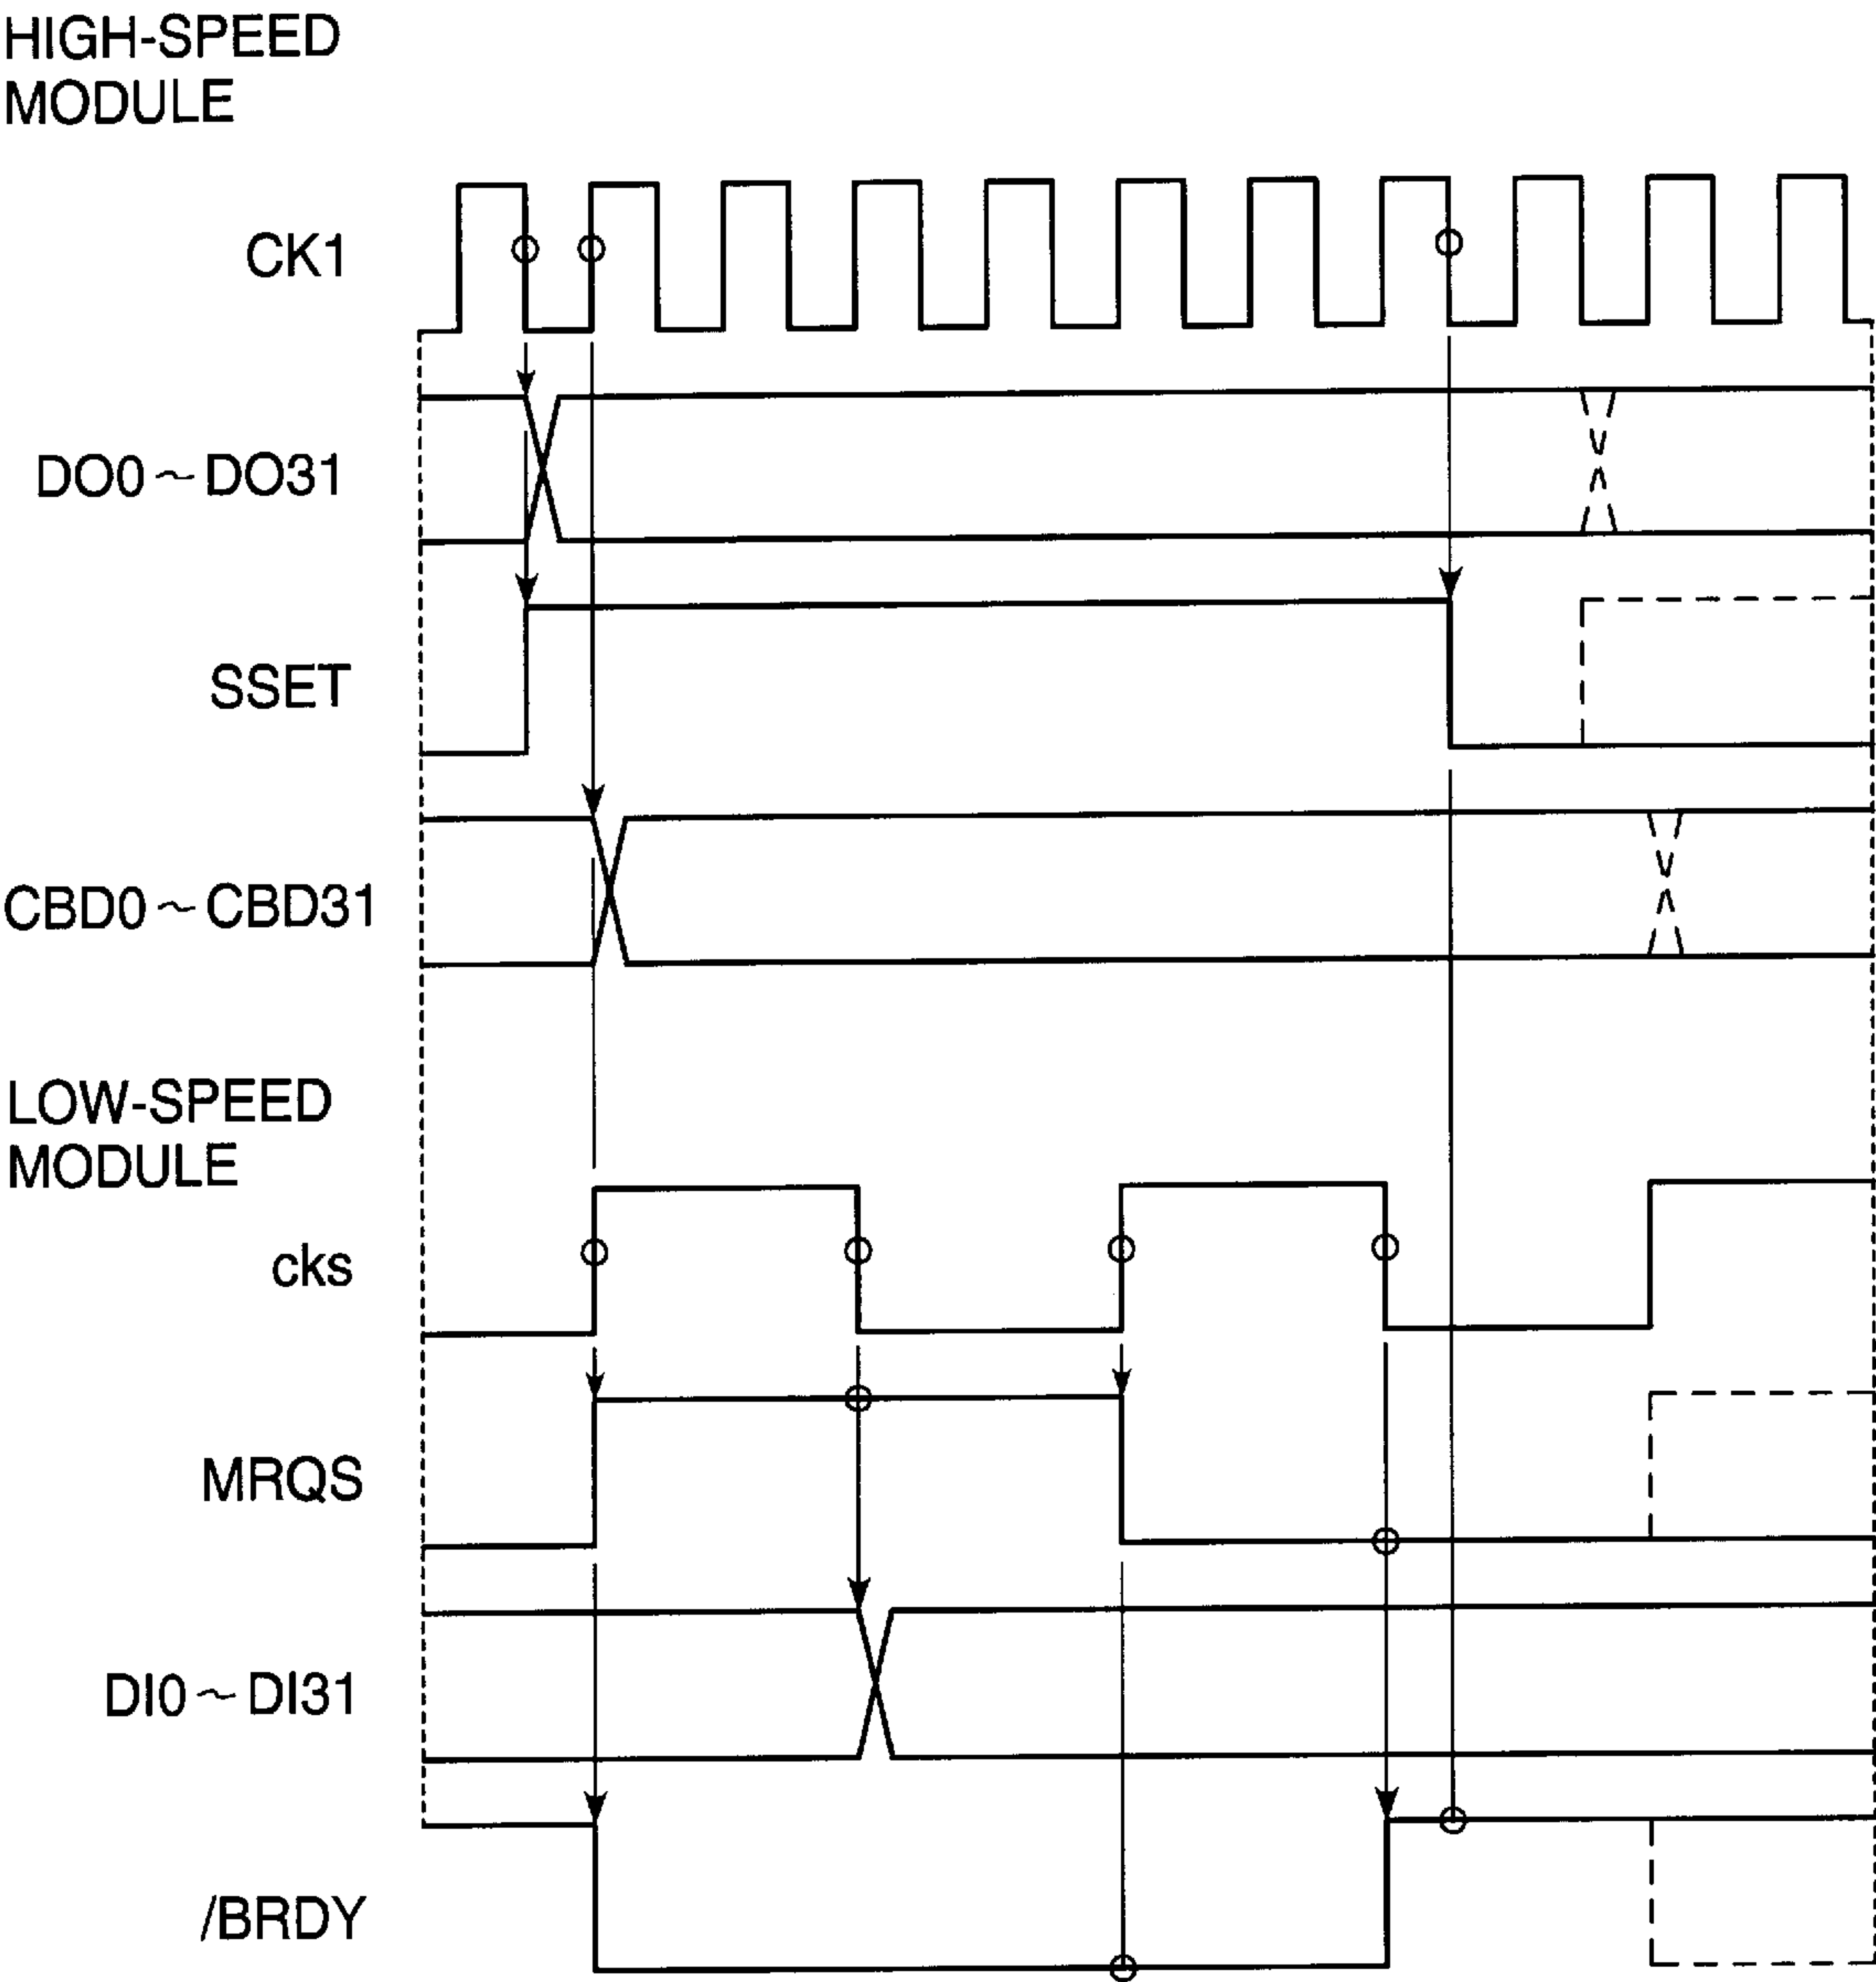 HIGH-SPEED
MODULE
CK1
DO0~DO31
SSET
CBD0~CBD31
LOW-SPEED
MODULE
cks
MRQS
DI0~DI31
/BRDY